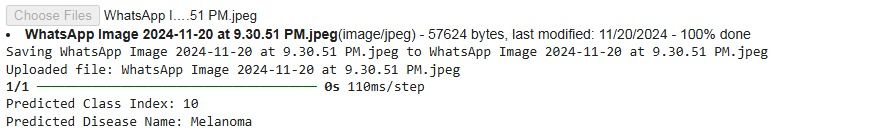 Choose Files WhatsApp I....51 PM.jpeg
• WhatsApp Image 2024-11-20 at 9.30.51 PM.jpeg(image/jpeg) - 57624 bytes, last modified: 11/20/2024 - 100% done
Saving WhatsApp Image 2024-11-20 at 9.30.51 PM.jpeg to WhatsApp Image 2024-11-20 at 9.30.51 PM.jpeg
Uploaded file: WhatsApp Image 2024-11-20 at 9.30.51 PM.jpeg
1/1 ━━━━━━━━━━━━━━━━━━━━ 0s 110ms/step
Predicted Class Index: 10
Predicted Disease Name: Melanoma